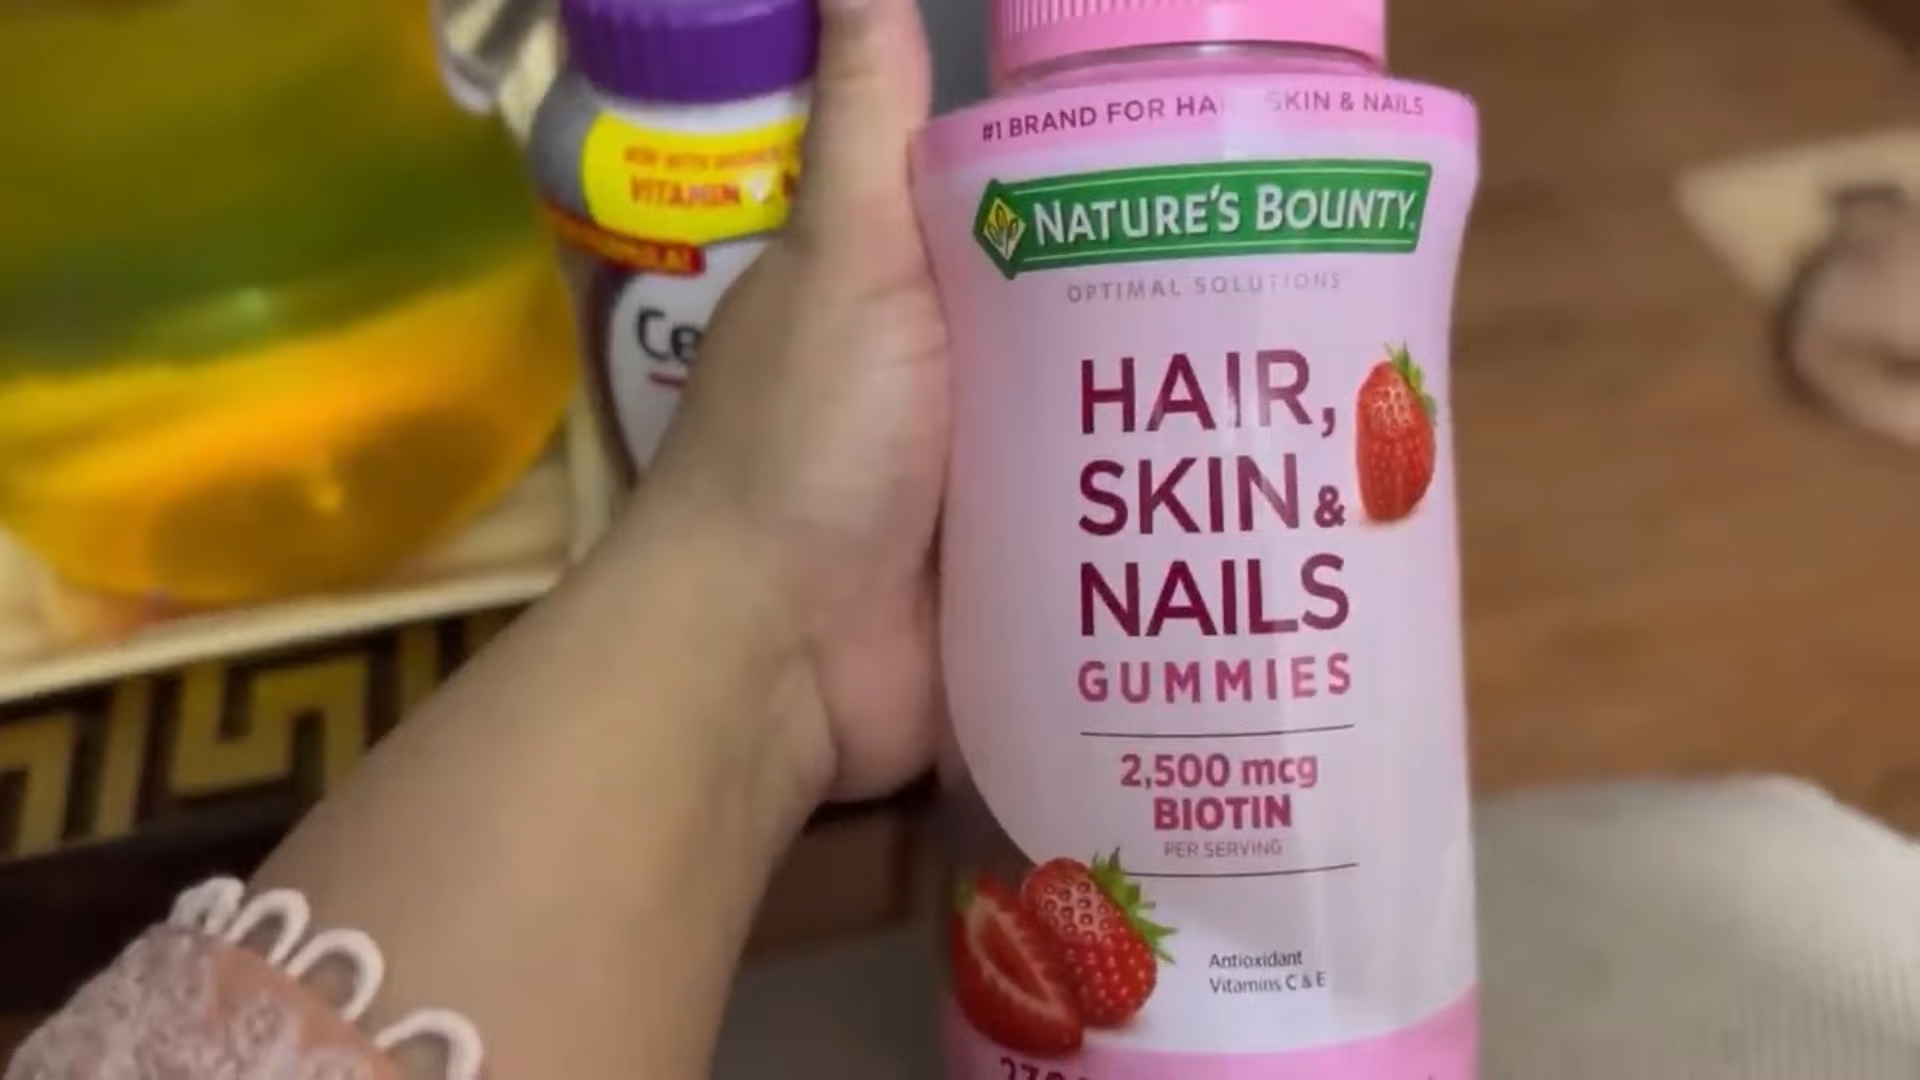 #1 BRAND FOR HA SKIN & NAILS
NATURE'S BOUNTY
OPTIMAL SOLUTIONS
HAIR,
SKIN &
NAILS
GUMMIES
2,500 mcg
BIOTIN
PER SERVING
Antioxidant
Vitamins C & E
VITAMIN
Ce